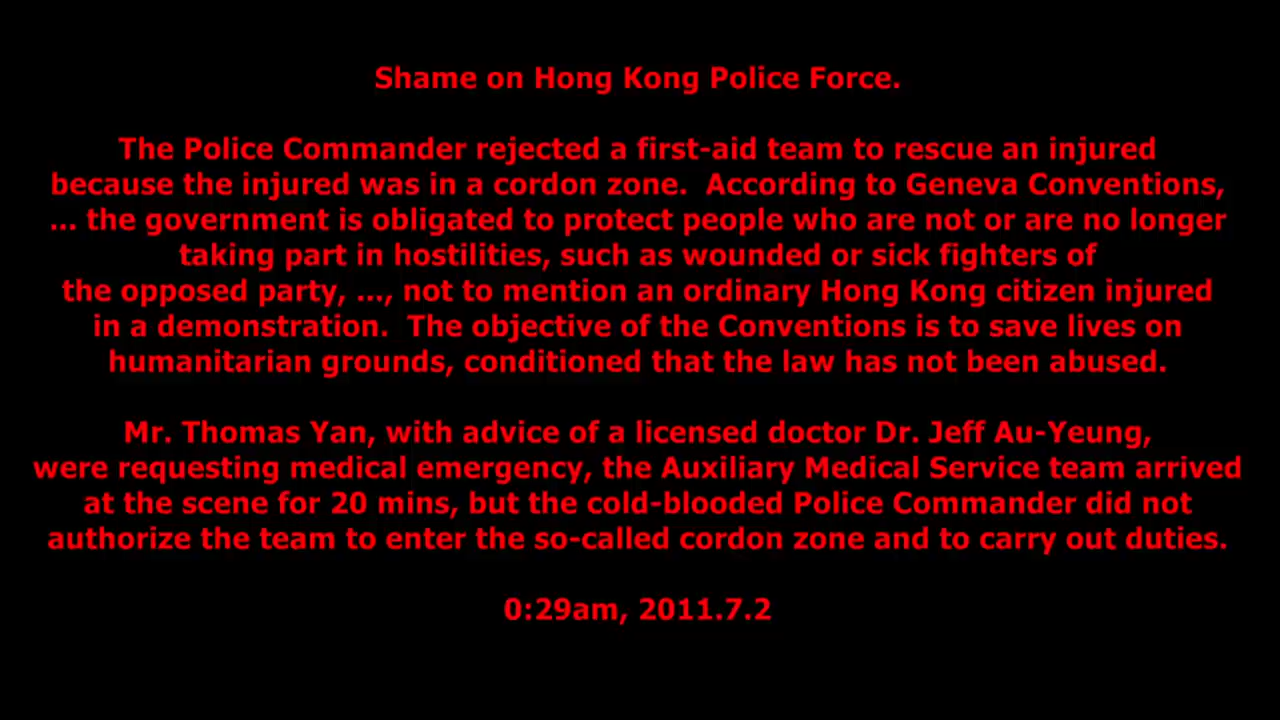 Shame on Hong Kong Police Force.
The Police Commander rejected a first-aid team to rescue an injured
because the injured was in a cordon zone.  According to Geneva Conventions,
... the government is obligated to protect people who are not or are no longer
taking part in hostilities, such as wounded or sick fighters of
the opposed party, ..., not to mention an ordinary Hong Kong citizen injured
in a demonstration.  The objective of the Conventions is to save lives on
humanitarian grounds, conditioned that the law has not been abused.
Mr. Thomas Yan, with advice of a licensed doctor Dr. Jeff Au-Yeung,
were requesting medical emergency, the Auxiliary Medical Service team arrived
at the scene for 20 mins, but the cold-blooded Police Commander did not
authorize the team to enter the so-called cordon zone and to carry out duties.
0:29am, 2011.7.2